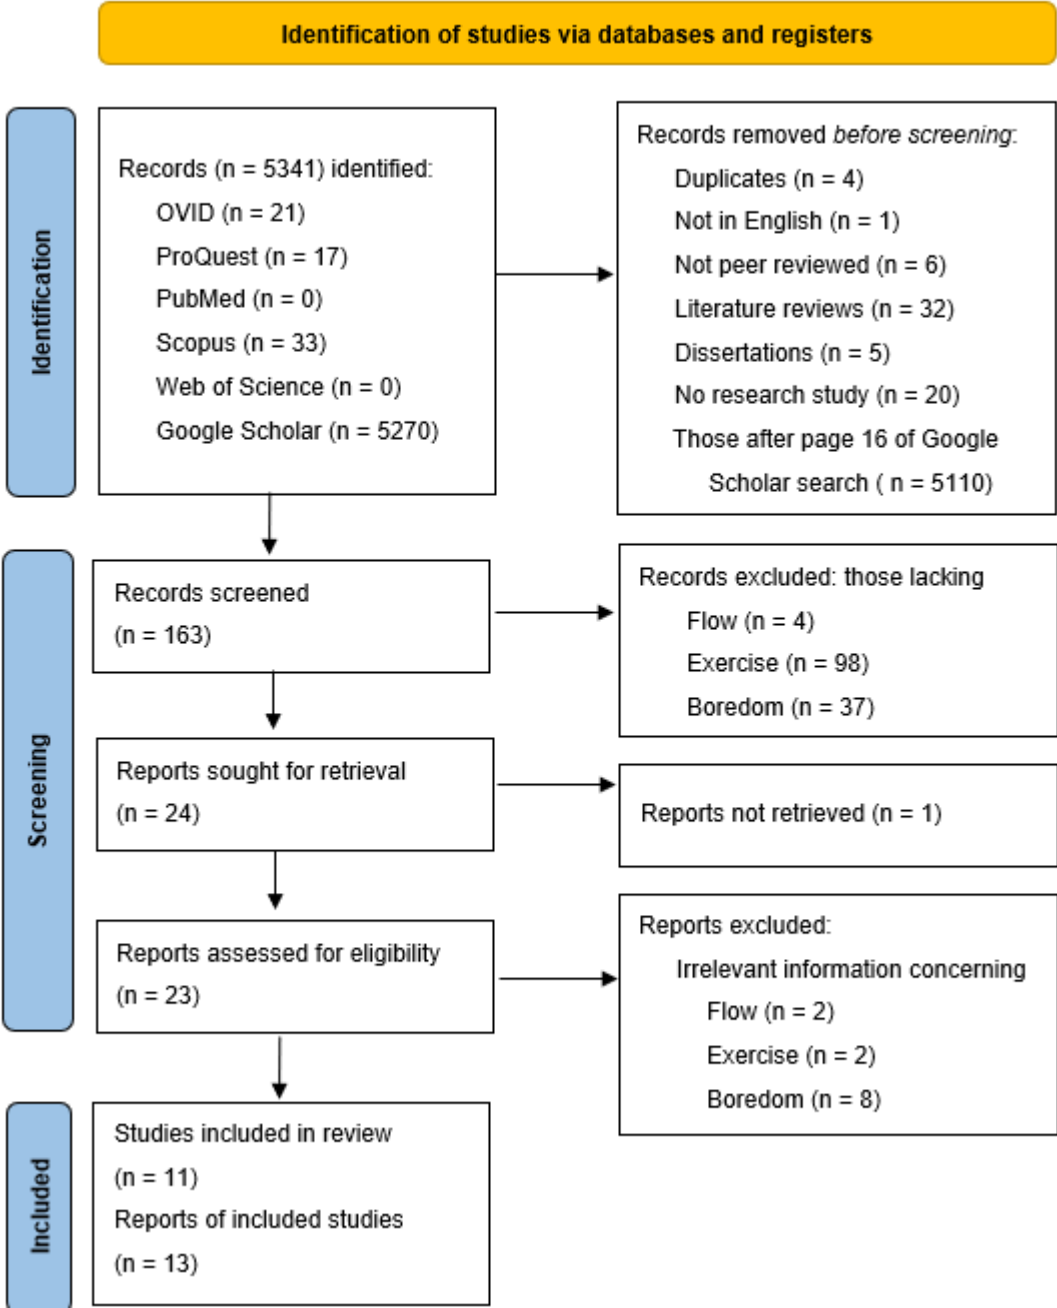 Identification of studies via databases and registers
Identification
Records (n = 5341) identified:
OVID (n = 21)
ProQuest (n = 17)
PubMed (n = 0)
Scopus (n = 33)
Web of Science (n = 0)
Google Scholar (n = 5270)
Records removed before screening:
Duplicates (n = 4)
Not in English (n = 1)
Not peer reviewed (n = 6)
Literature reviews (n = 32)
Dissertations (n = 5)
No research study (n = 20)
Those after page 16 of Google
Scholar search ( n = 5110)
Screening
Records screened
(n = 163)
Records excluded: those lacking
Flow (n = 4)
Exercise (n = 98)
Boredom (n = 37)
Reports sought for retrieval
(n = 24)
Reports not retrieved (n = 1)
Reports assessed for eligibility
(n = 23)
Reports excluded:
Irrelevant information concerning
Flow (n = 2)
Exercise (n = 2)
Boredom (n = 8)
Included
Studies included in review
(n = 11)
Reports of included studies
(n = 13)